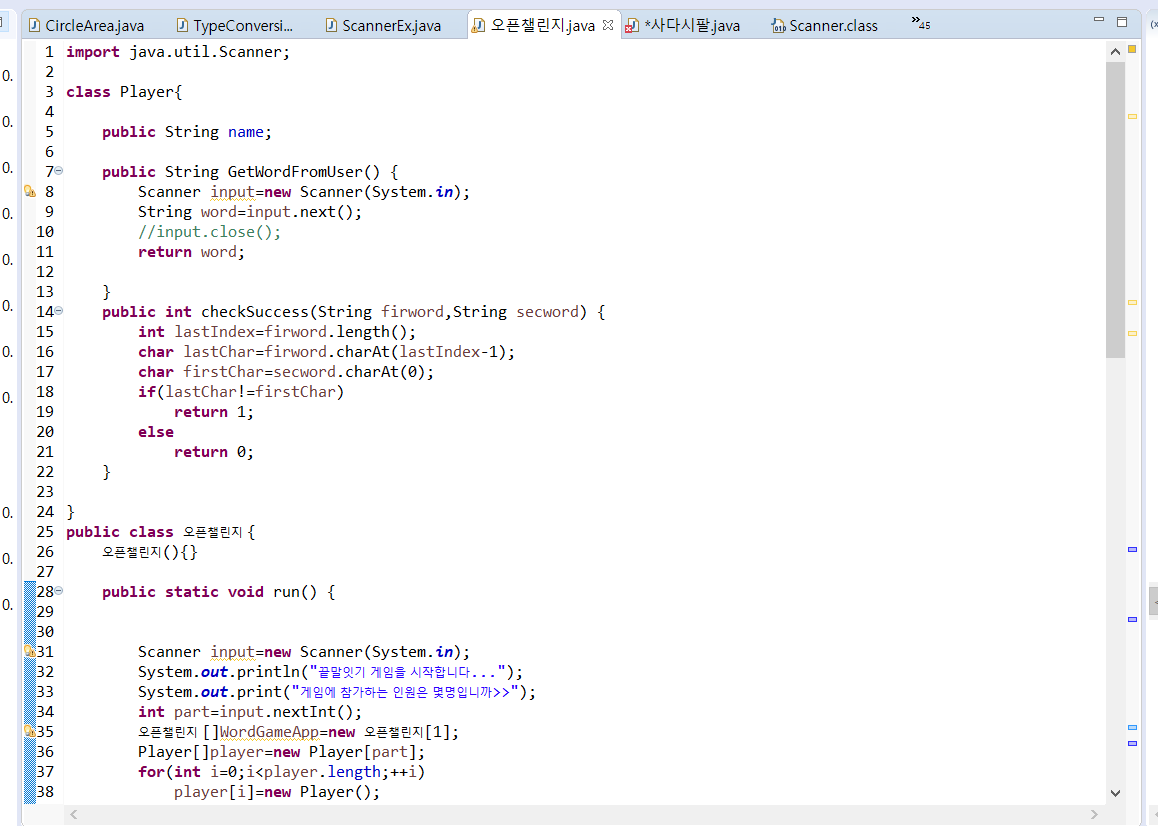 CircleArea.java TypeConversi... ScannerEx.java 오픈챌린지.java *사다시팔.java Scanner.class »45
1 import java.util.Scanner;
2
3 class Player{
4
5 public String name;
6
7 public String GetWordFromUser() {
8 Scanner input=new Scanner(System.in);
9 String word=input.next();
10 //input.close();
11 return word;
12
13 }
14 public int checkSuccess(String firword,String secword) {
15 int lastIndex=firword.length();
16 char lastChar=firword.charAt(lastIndex-1);
17 char firstChar=secword.charAt(0);
18 if(lastChar!=firstChar)
19 return 1;
20 else
21 return 0;
22 }
23
24 }
25 public class 오픈챌린지 {
26 오픈챌린지(){}
27
28 public static void run() {
29
30
31 Scanner input=new Scanner(System.in);
32 System.out.println("끝말잇기 게임을 시작합니다...");
33 System.out.print("게임에 참가하는 인원은 몇명입니까>>");
34 int part=input.nextInt();
35 오픈챌린지 []WordGameApp=new 오픈챌린지[1];
36 Player[]player=new Player[part];
37 for(int i=0;i<player.length;++i)
38 player[i]=new Player();
0.
0.
0.
0.
0.
0.
0.
0.
0.
0.
0.